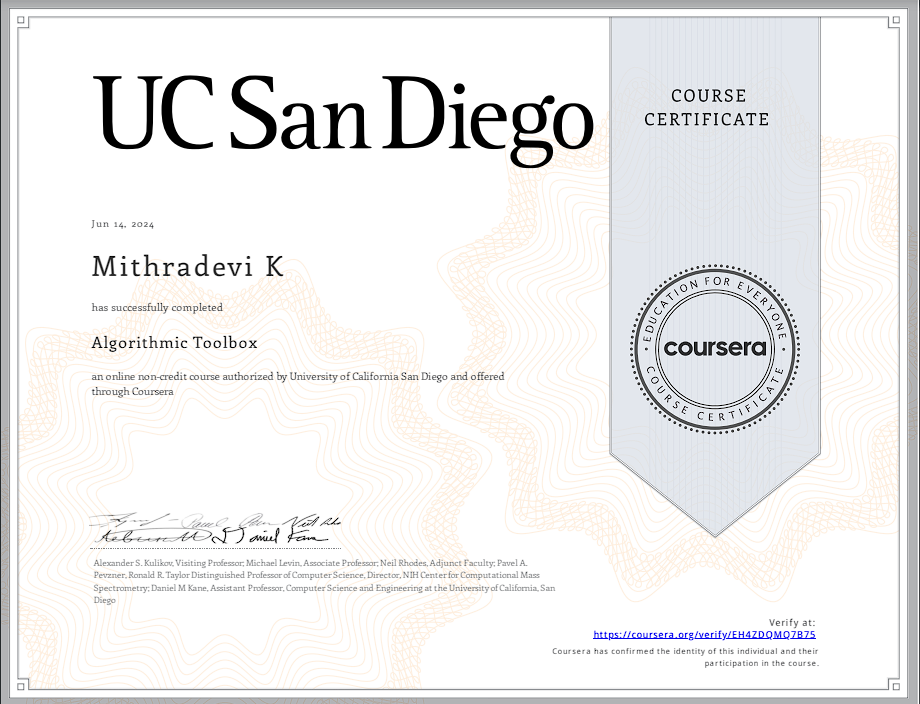 UC San Diego
COURSE
CERTIFICATE
Jun 14, 2024
Mithradevi K
has successfully completed
Algorithmic Toolbox
an online non-credit course authorized by University of California San Diego and offered
through Coursera
EDUCATION FOR EVERYONE
coursera
COURSE CERTIFICATE
Alexander S. Kulikov, Visiting Professor; Michael Levin, Associate Professor; Neil Rhodes, Adjunct Faculty; Pavel A.
Pevzner, Ronald R. Taylor Distinguished Professor of Computer Science, Director, NIH Center for Computational Mass
Spectrometry; Daniel M Kane, Assistant Professor, Computer Science and Engineering at the University of California, San
Diego
Verify at:
https://coursera.org/verify/EH4ZDQMQ7B75
Coursera has confirmed the identity of this individual and their
participation in the course.